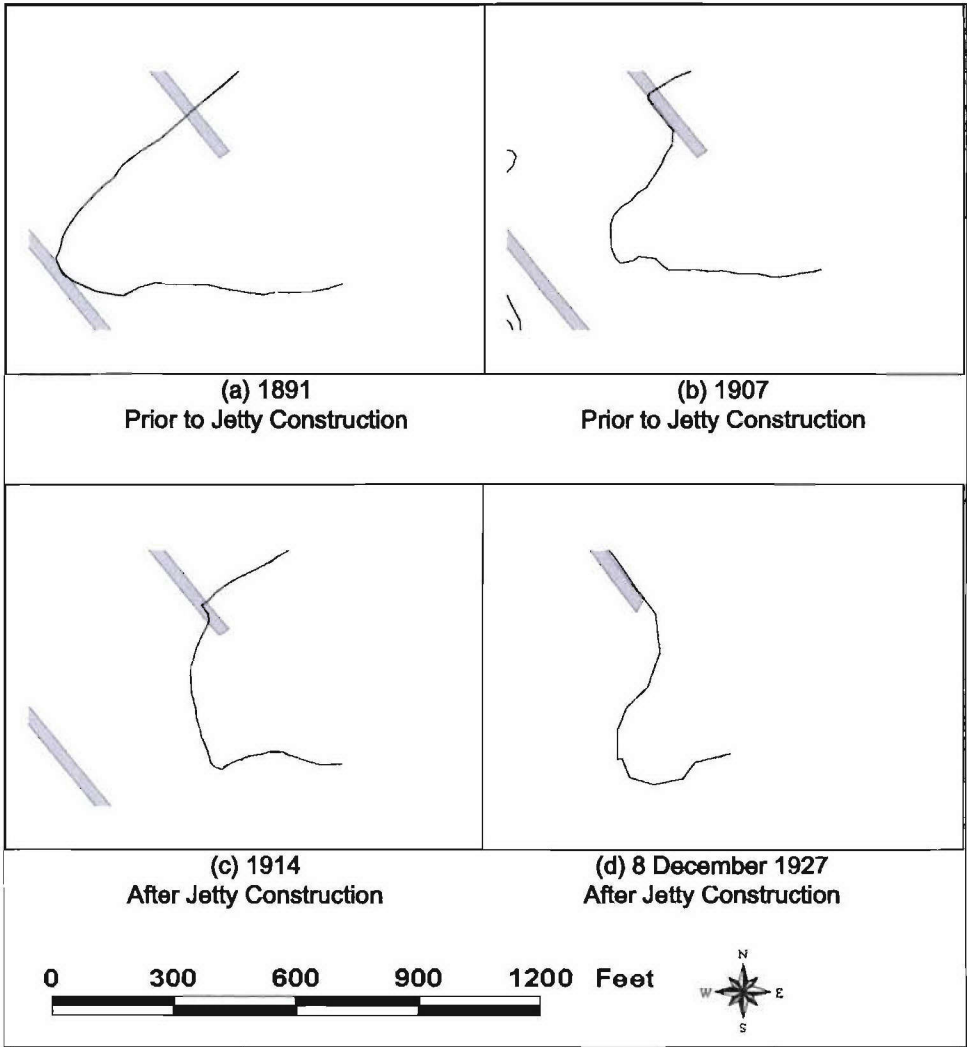 (a) 1891
Prior to Jetty Construction
(b) 1907
Prior to Jetty Construction
(c) 1914
After Jetty Construction
(d) 8 December 1927
After Jetty Construction
0 300 600 900 1200 Feet
N
W E
S